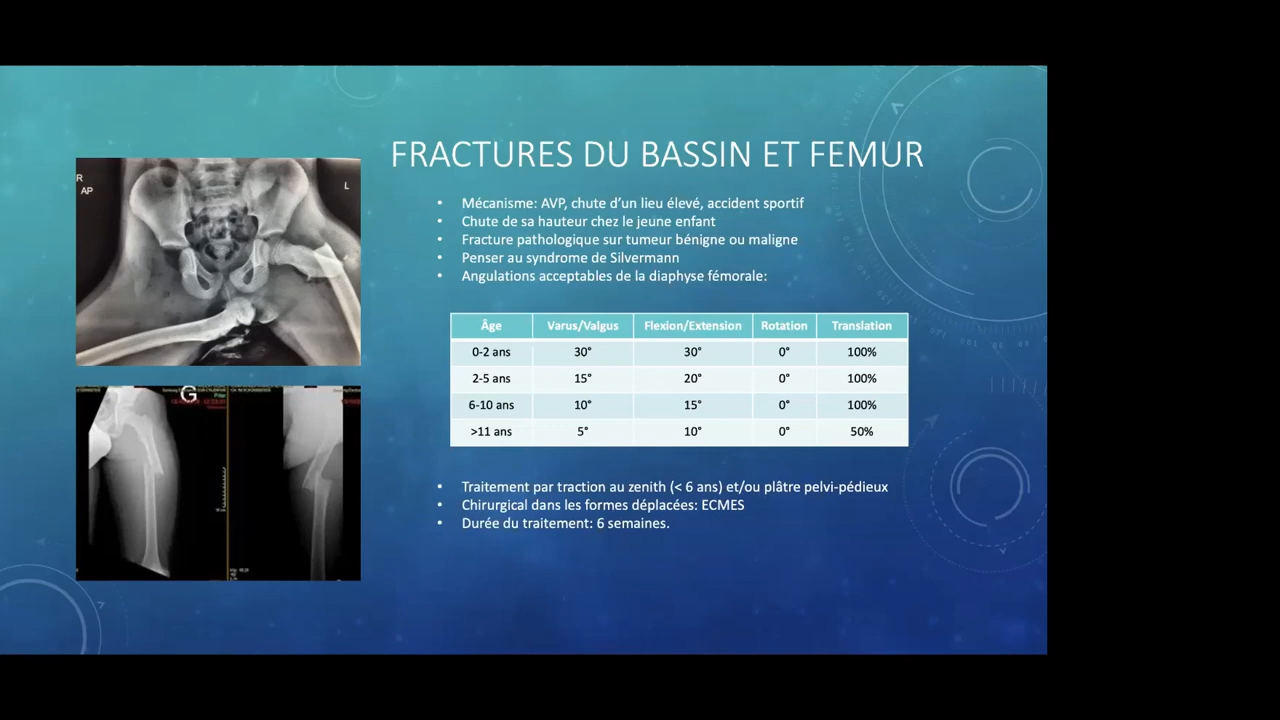 FRACTURES DU BASSIN ET FEMUR
R
AP
L
• Mécanisme: AVP, chute d’un lieu élevé, accident sportif
• Chute de sa hauteur chez le jeune enfant
• Fracture pathologique sur tumeur bénigne ou maligne
• Penser au syndrome de Silvermann
• Angulations acceptables de la diaphyse fémorale:
Âge Varus/Valgus Flexion/Extension Rotation Translation
0-2 ans 30° 30° 0° 100%
2-5 ans 15° 20° 0° 100%
6-10 ans 10° 15° 0° 100%
>11 ans 5° 10° 0° 50%
G
• Traitement par traction au zenith (< 6 ans) et/ou plâtre pelvi-pédieux
• Chirurgical dans les formes déplacées: ECMES
• Durée du traitement: 6 semaines.